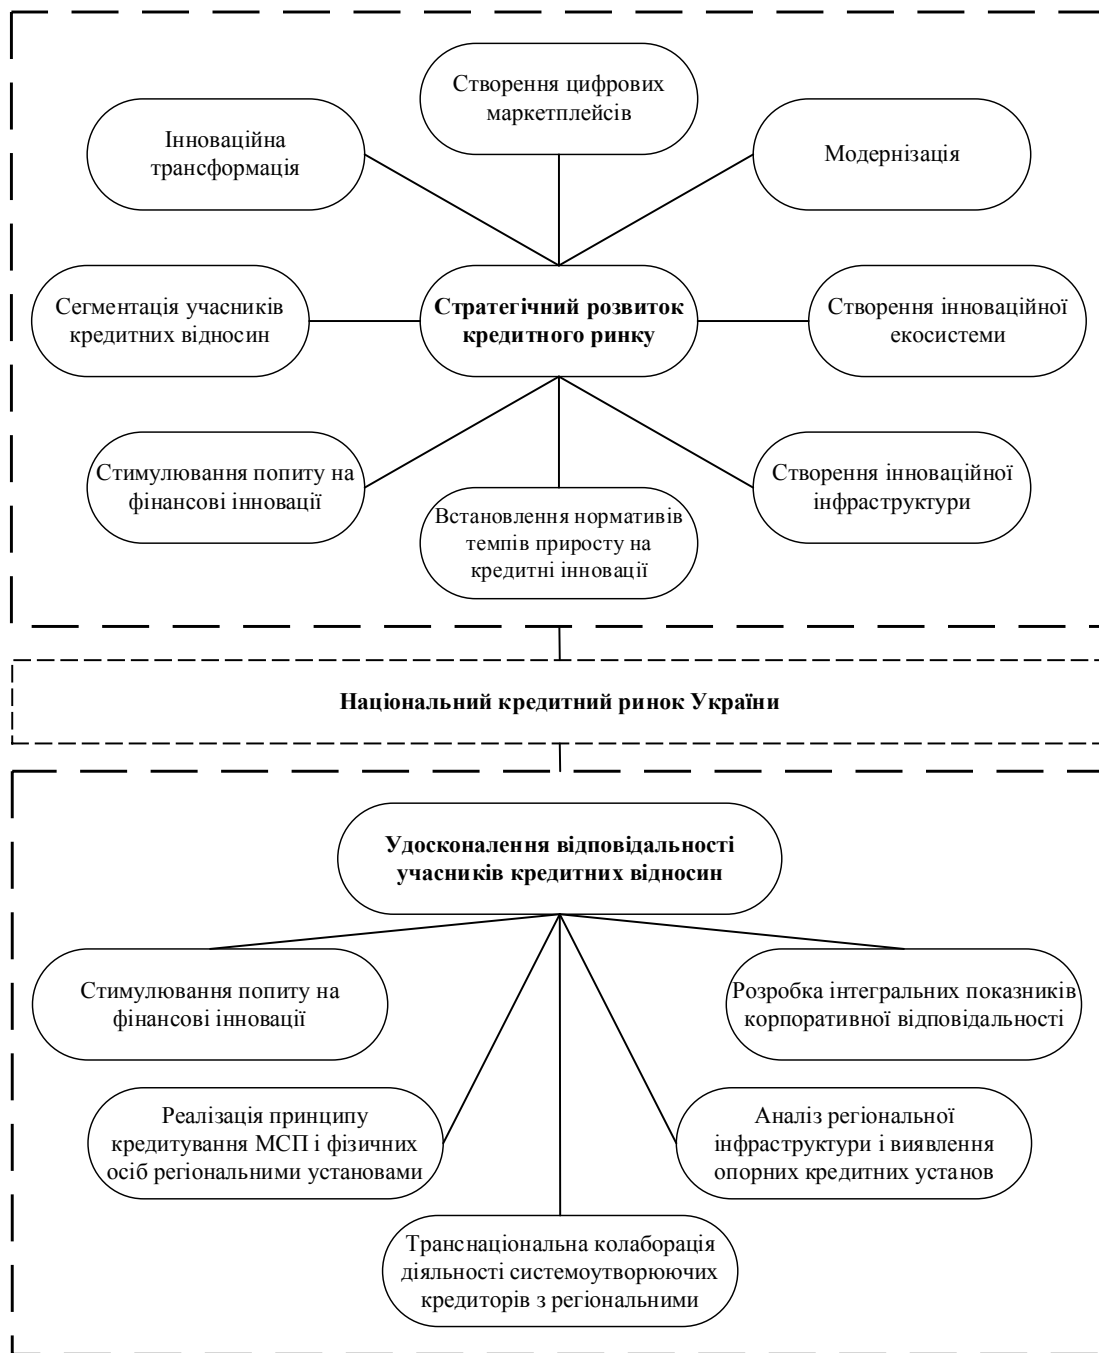 Створення цифрових
маркетплейсів
Інноваційна
трансформація
Модернізація
Сегментація учасників
кредитних відносин
Стратегічний розвиток
кредитного ринку
Створення інноваційної
екосистеми
Стимулювання попиту на
фінансові інновації
Встановлення нормативів
темпів приросту на
кредитні інновації
Створення інноваційної
інфраструктури
Національний кредитний ринок України
Удосконалення відповідальності
учасників кредитних відносин
Стимулювання попиту на
фінансові інновації
Розробка інтегральних показників
корпоративної відповідальності
Реалізація принципу
кредитування МСП і фізичних
осіб регіональними установами
Аналіз регіональної
інфраструктури і виявлення
опорних кредитних установ
Транснаціональна колаборація
діяльності системоутворюючих
кредиторів з регіональними